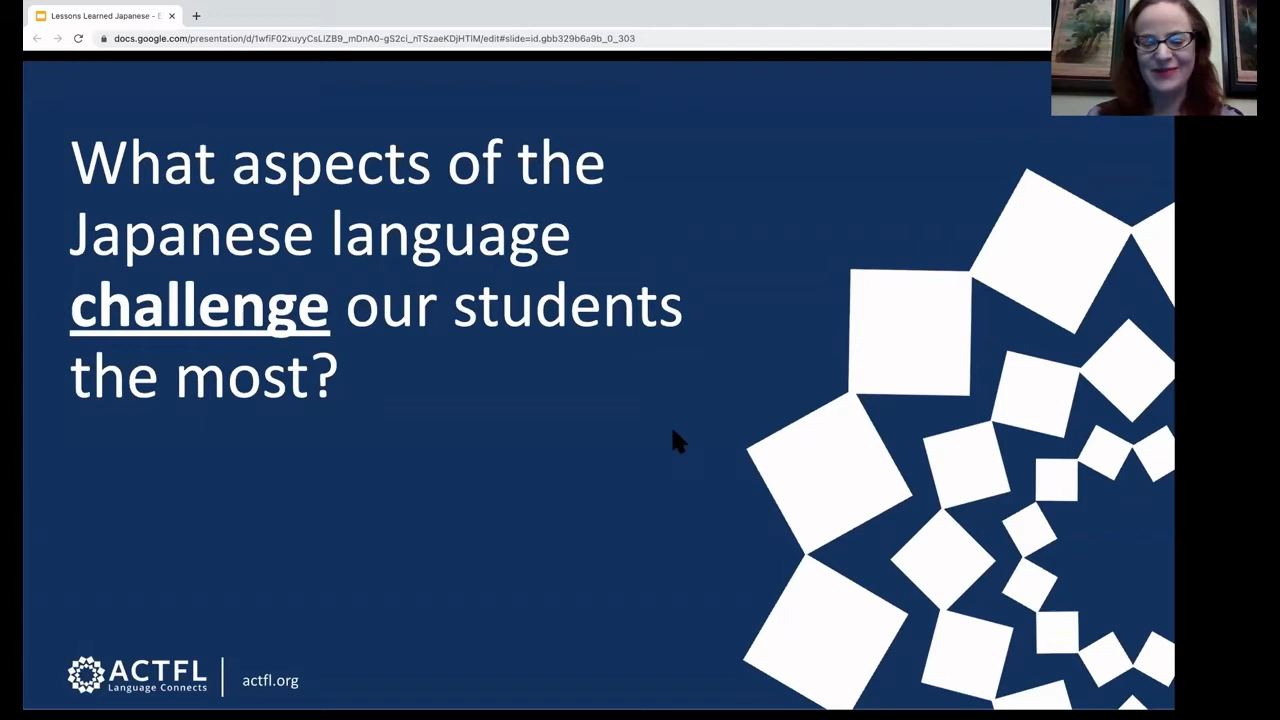 Lessons Learned Japanese - E
docs.google.com/presentation/d/1wfiF02xuyyCsLIZB9_mDnA0-gS2ci_nTSzaeKDjHTlM/edit#slide=id.gbb329b6a9b_0_303
What aspects of the
Japanese language
challenge our students
the most?
ACTFL
Language Connects
actfl.org